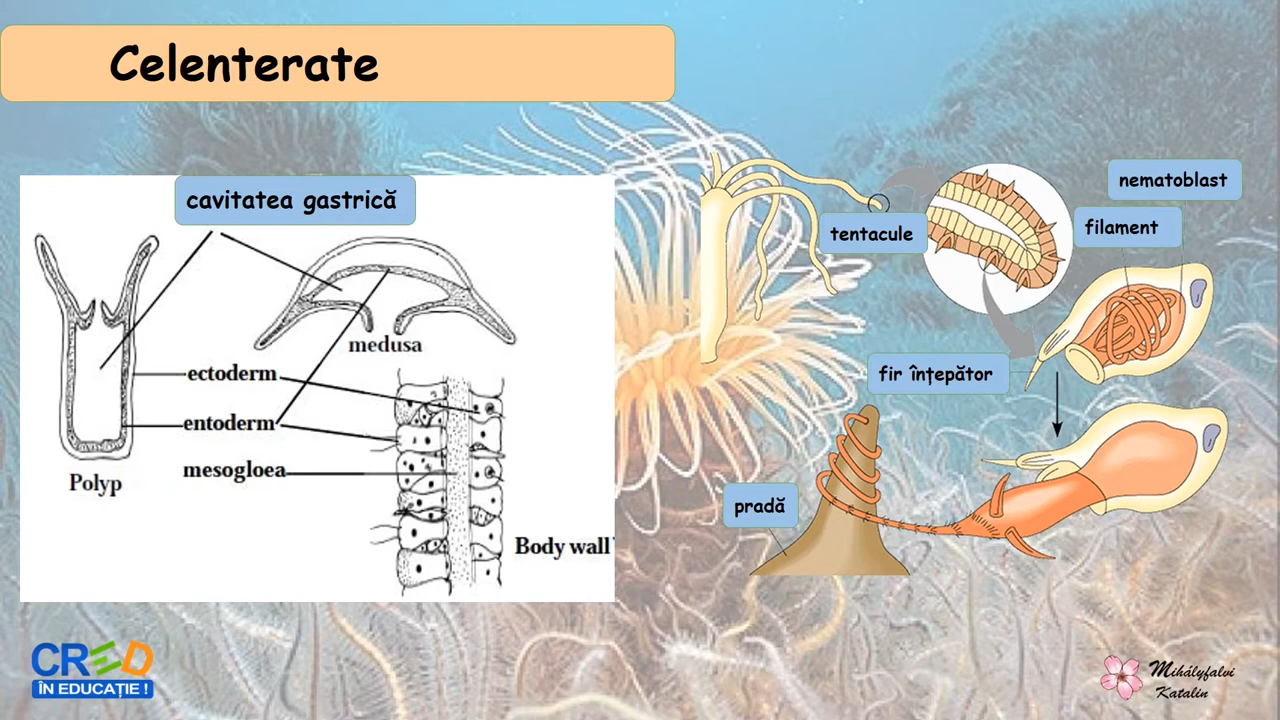 Celenterate
cavitatea gastrică
medusa
ectoderm
entoderm
mesogloea
Polyp
Body wall
tentacule
nematoblast
filament
fir înțepător
pradă
CRED
ÎN EDUCAȚIE !
Mihályfalvi
Katalin